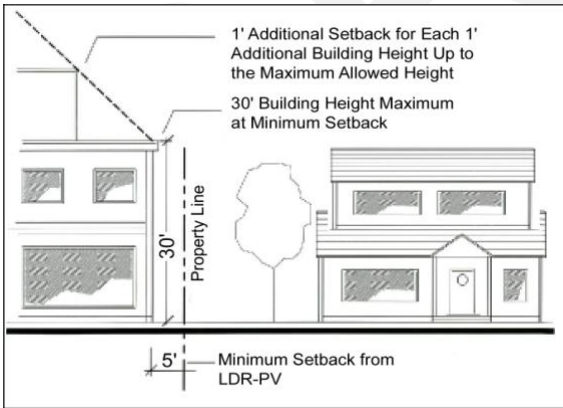 1' Additional Setback for Each 1'
Additional Building Height Up to
the Maximum Allowed Height
30' Building Height Maximum
at Minimum Setback
30'
Property Line
5'
Minimum Setback from
LDR-PV